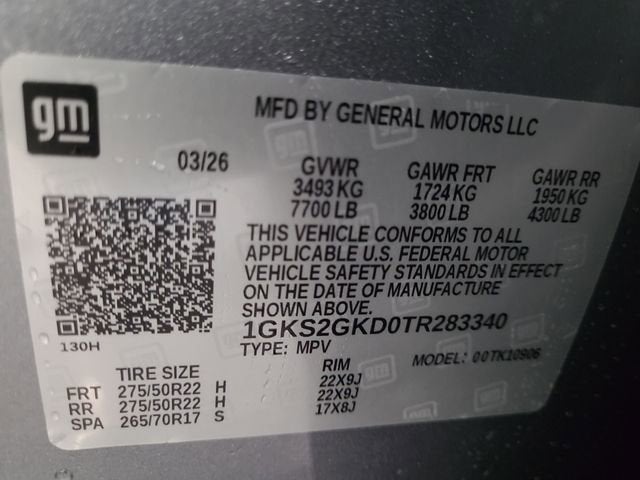 gm
MFD BY GENERAL MOTORS LLC
03/26 GVWR GAWR FRT GAWR RR
3493 KG 1724 KG 1950 KG
7700 LB 3800 LB 4300 LB
THIS VEHICLE CONFORMS TO ALL
APPLICABLE U.S. FEDERAL MOTOR
VEHICLE SAFETY STANDARDS IN EFFECT
ON THE DATE OF MANUFACTURE
SHOWN ABOVE.
1GKS2GKD0TR283340
130H
TYPE: MPV MODEL: 00TK10906
TIRE SIZE RIM
FRT 275/50R22 H 22X9J
RR 275/50R22 H 22X9J
SPA 265/70R17 S 17X8J